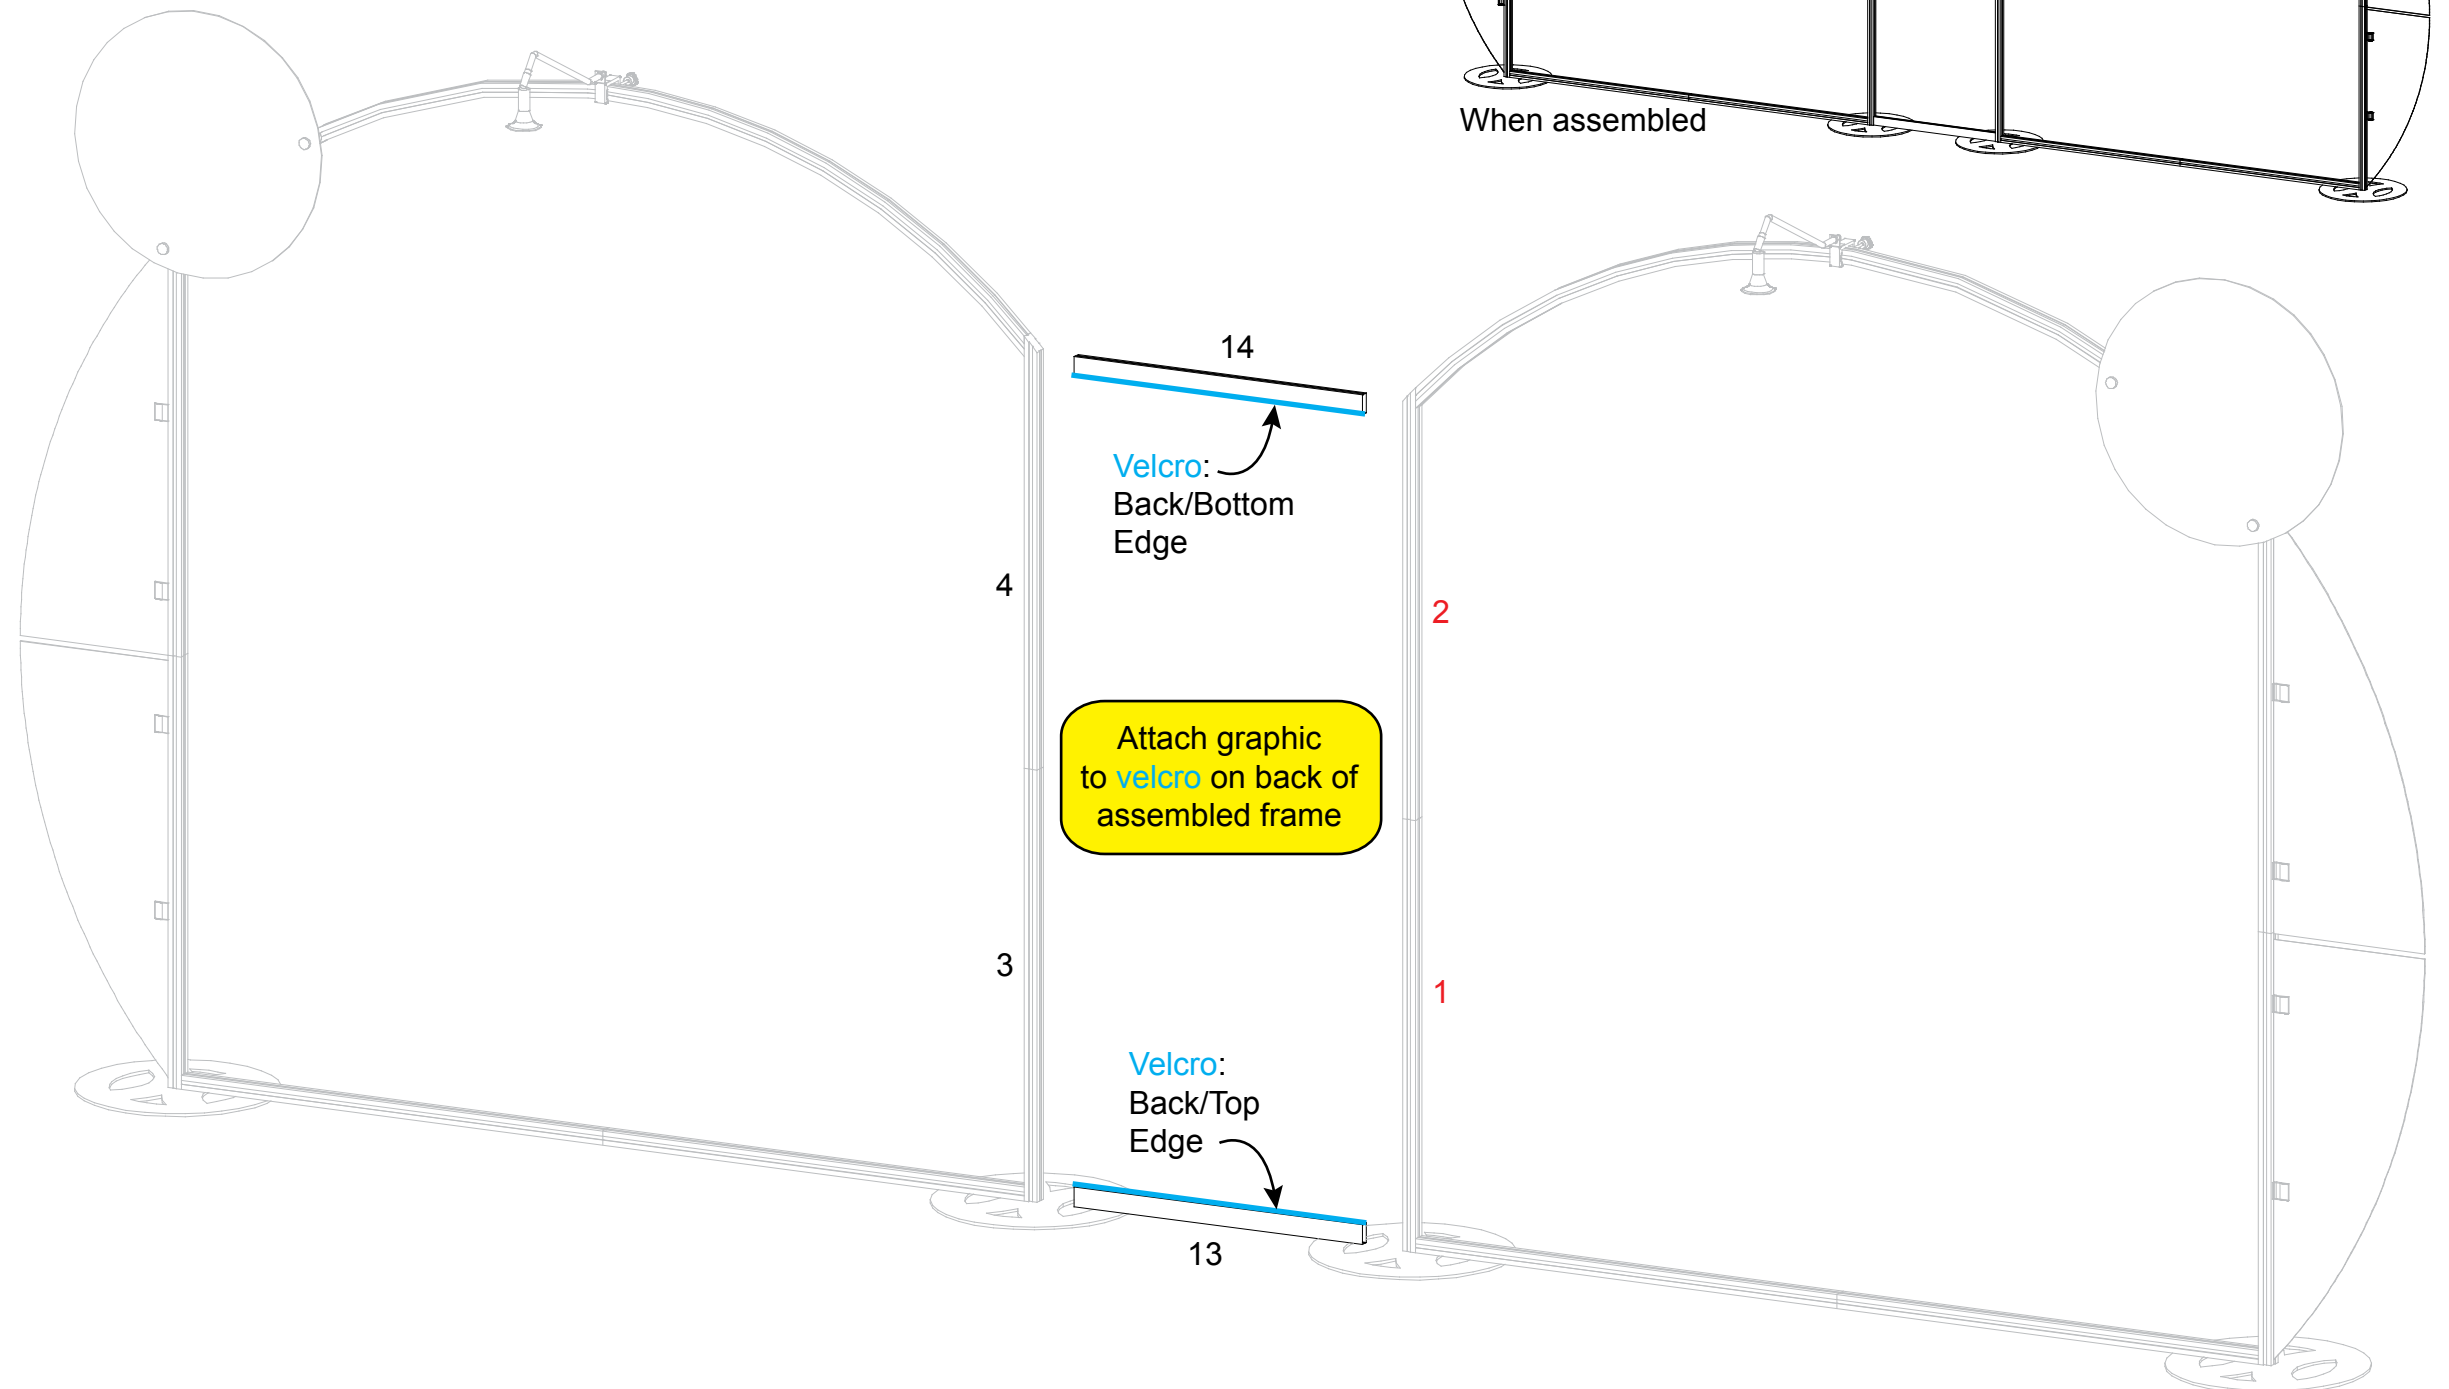 When assembled
14
Velcro:
Back/Bottom
Edge
4
2
Attach graphic
to velcro on back of
assembled frame
3
1
Velcro:
Back/Top
Edge
13